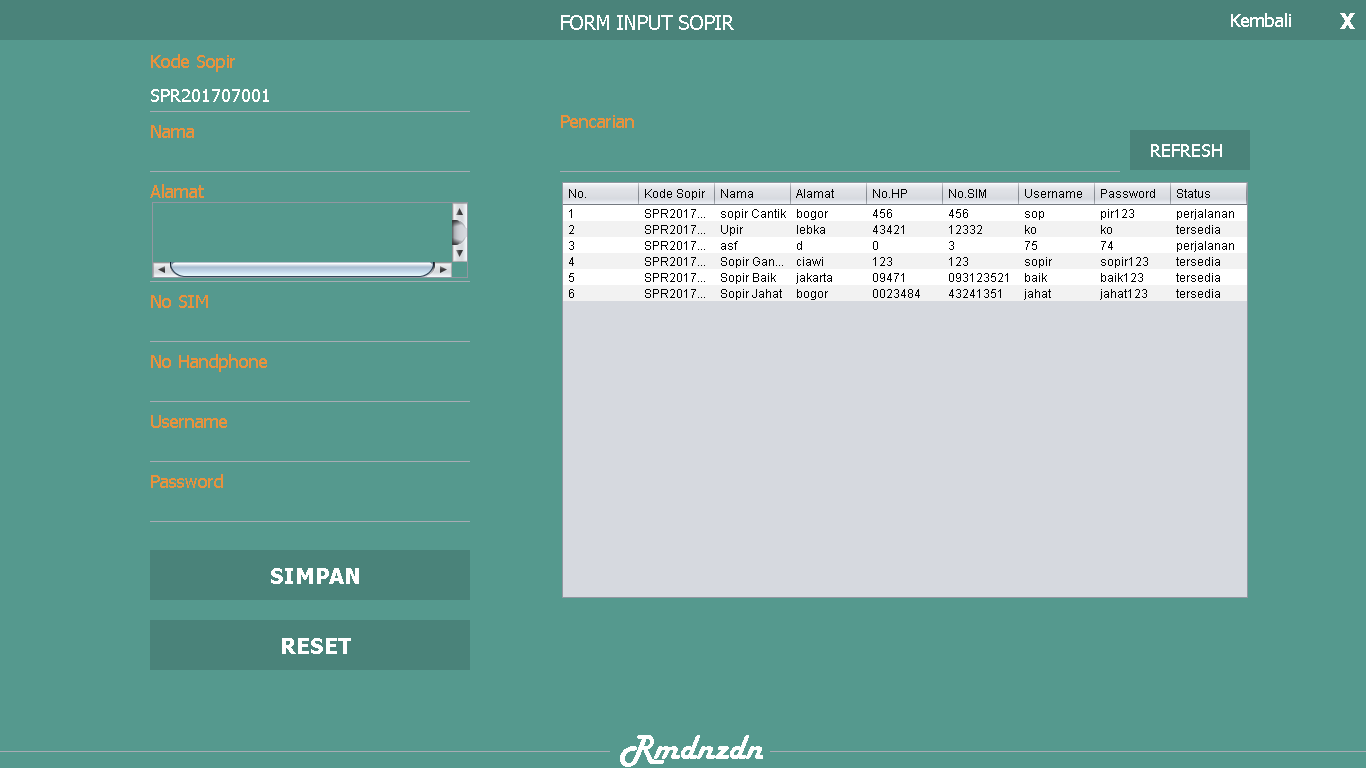 FORM INPUT SOPIR
Kembali
X
Kode Sopir
SPR201707001
Nama
Alamat
No SIM
No Handphone
Username
Password
SIMPAN
RESET
Pencarian
REFRESH
No. Kode Sopir Nama Alamat No.HP No.SIM Username Password Status
1 SPR2017... sopir Cantik bogor 456 456 sop pir123 perjalanan
2 SPR2017... Upir lebka 43421 12332 ko ko tersedia
3 SPR2017... asf d 0 3 75 74 perjalanan
4 SPR2017... Sopir Gan... ciawi 123 123 sopir sopir123 tersedia
5 SPR2017... Sopir Baik jakarta 09471 093123521 baik baik123 tersedia
6 SPR2017... Sopir Jahat bogor 0023484 43241351 jahat jahat123 tersedia
Rmdnzdn